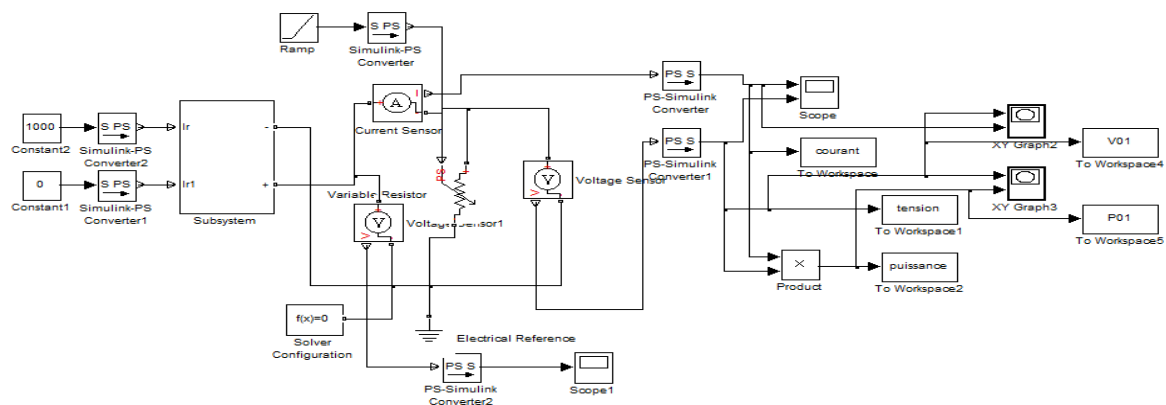 Ramp
S PS
Simulink-PS
Converter
A
I
Current Sensor
1000
Constant2
S PS
Simulink-PS
Converter2
0
Constant1
S PS
Simulink-PS
Converter1
Ir
Ir1
-
+
Subsystem
PS
Variable Resistor
V
V
Voltage Sensor
V
V
Voltage Sensor1
f(x)=0
Solver
Configuration
Electrical Reference
PS S
PS-Simulink
Converter2
Scope1
PS S
PS-Simulink
Converter
PS S
PS-Simulink
Converter1
Scope
courant
To Workspace
tension
To Workspace1
×
Product
puissance
To Workspace2
XY Graph2
V01
To Workspace4
XY Graph3
P01
To Workspace5